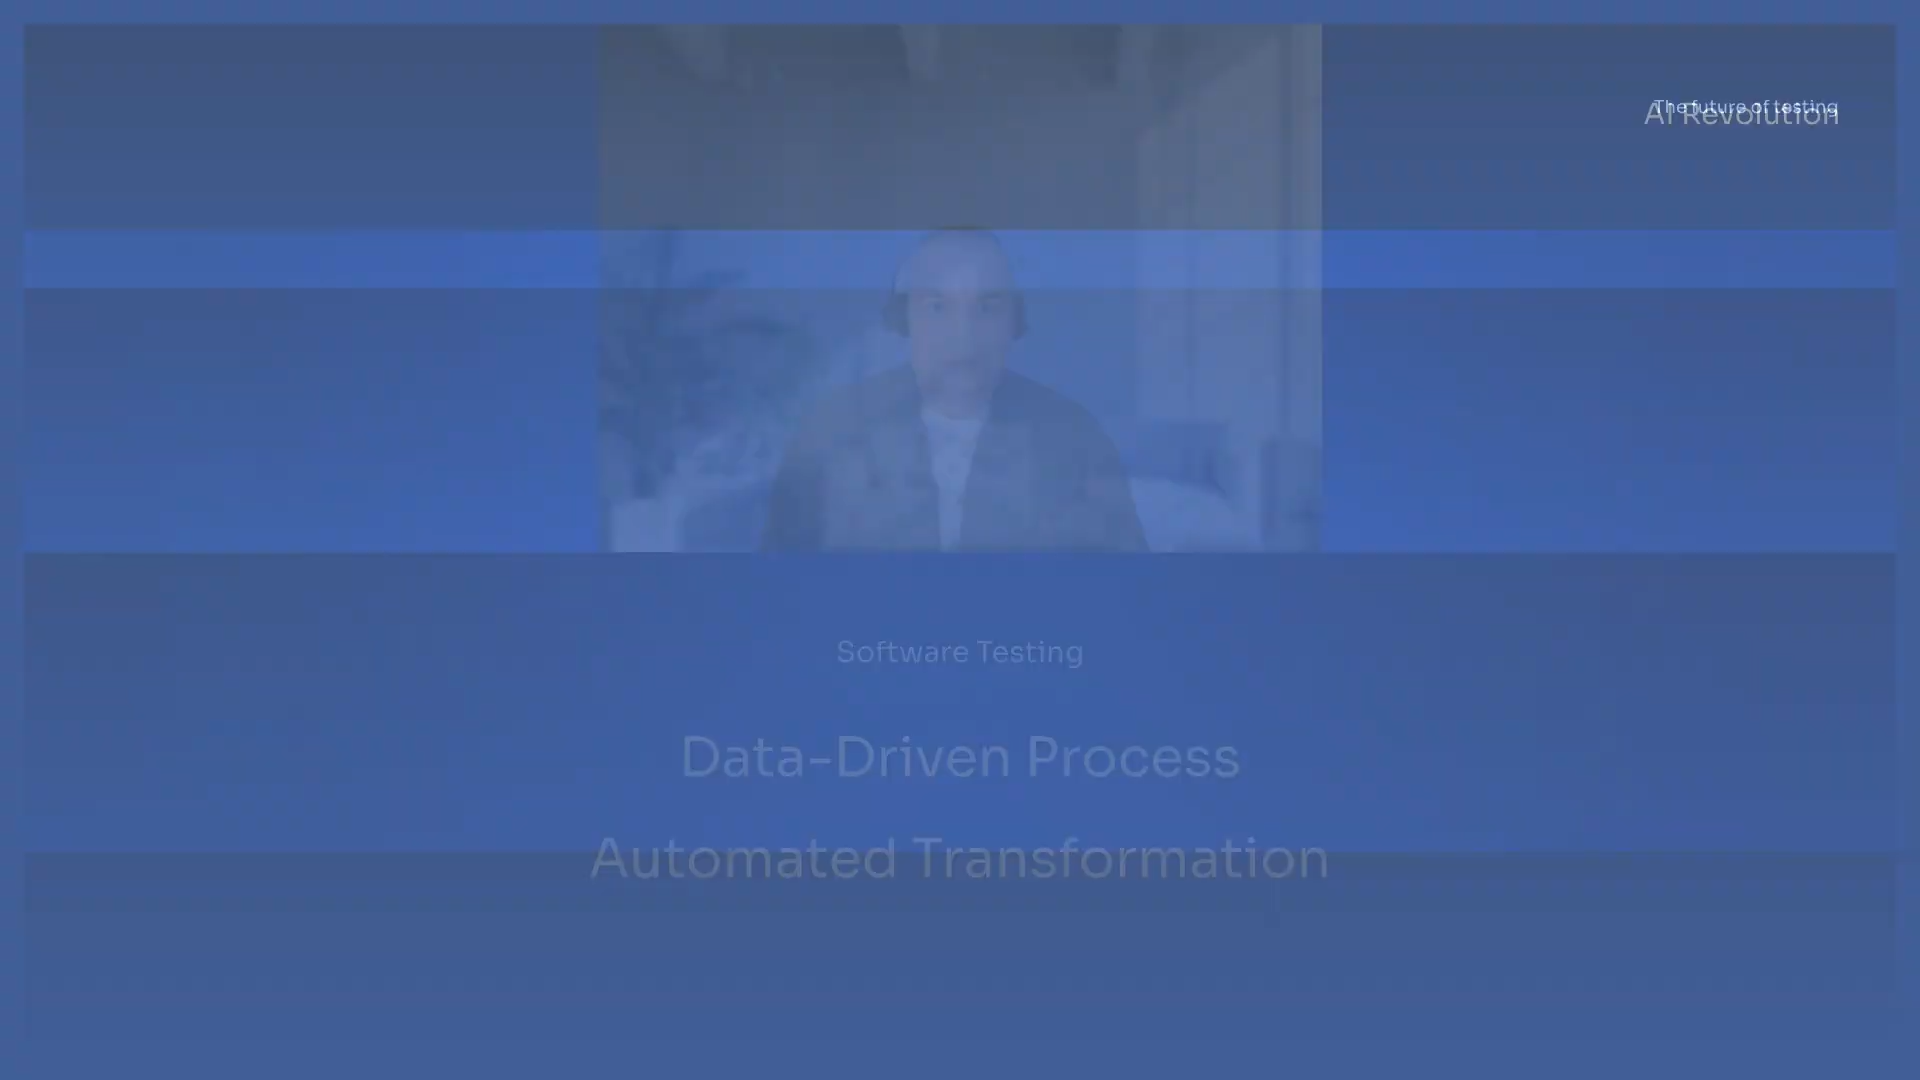 The future of testing
AI Revolution
Software Testing
Data-Driven Process
Automated Transformation